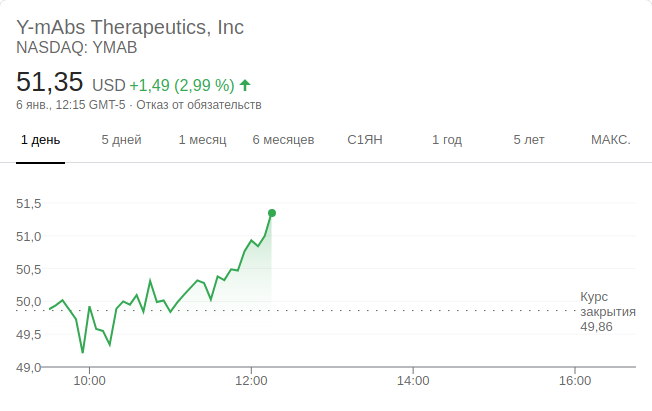 Y-mAbs Therapeutics, Inc
NASDAQ: YMAB
51,35 USD +1,49 (2,99 %)
6 янв., 12:15 GMT-5 · Отказ от обязательств
1 день 5 дней 1 месяц 6 месяцев С1ЯН 1 год 5 лет МАКС.
51,5
51,0
50,5
50,0
49,5
49,0
Курс
закрытия
49,86
10:00 12:00 14:00 16:00